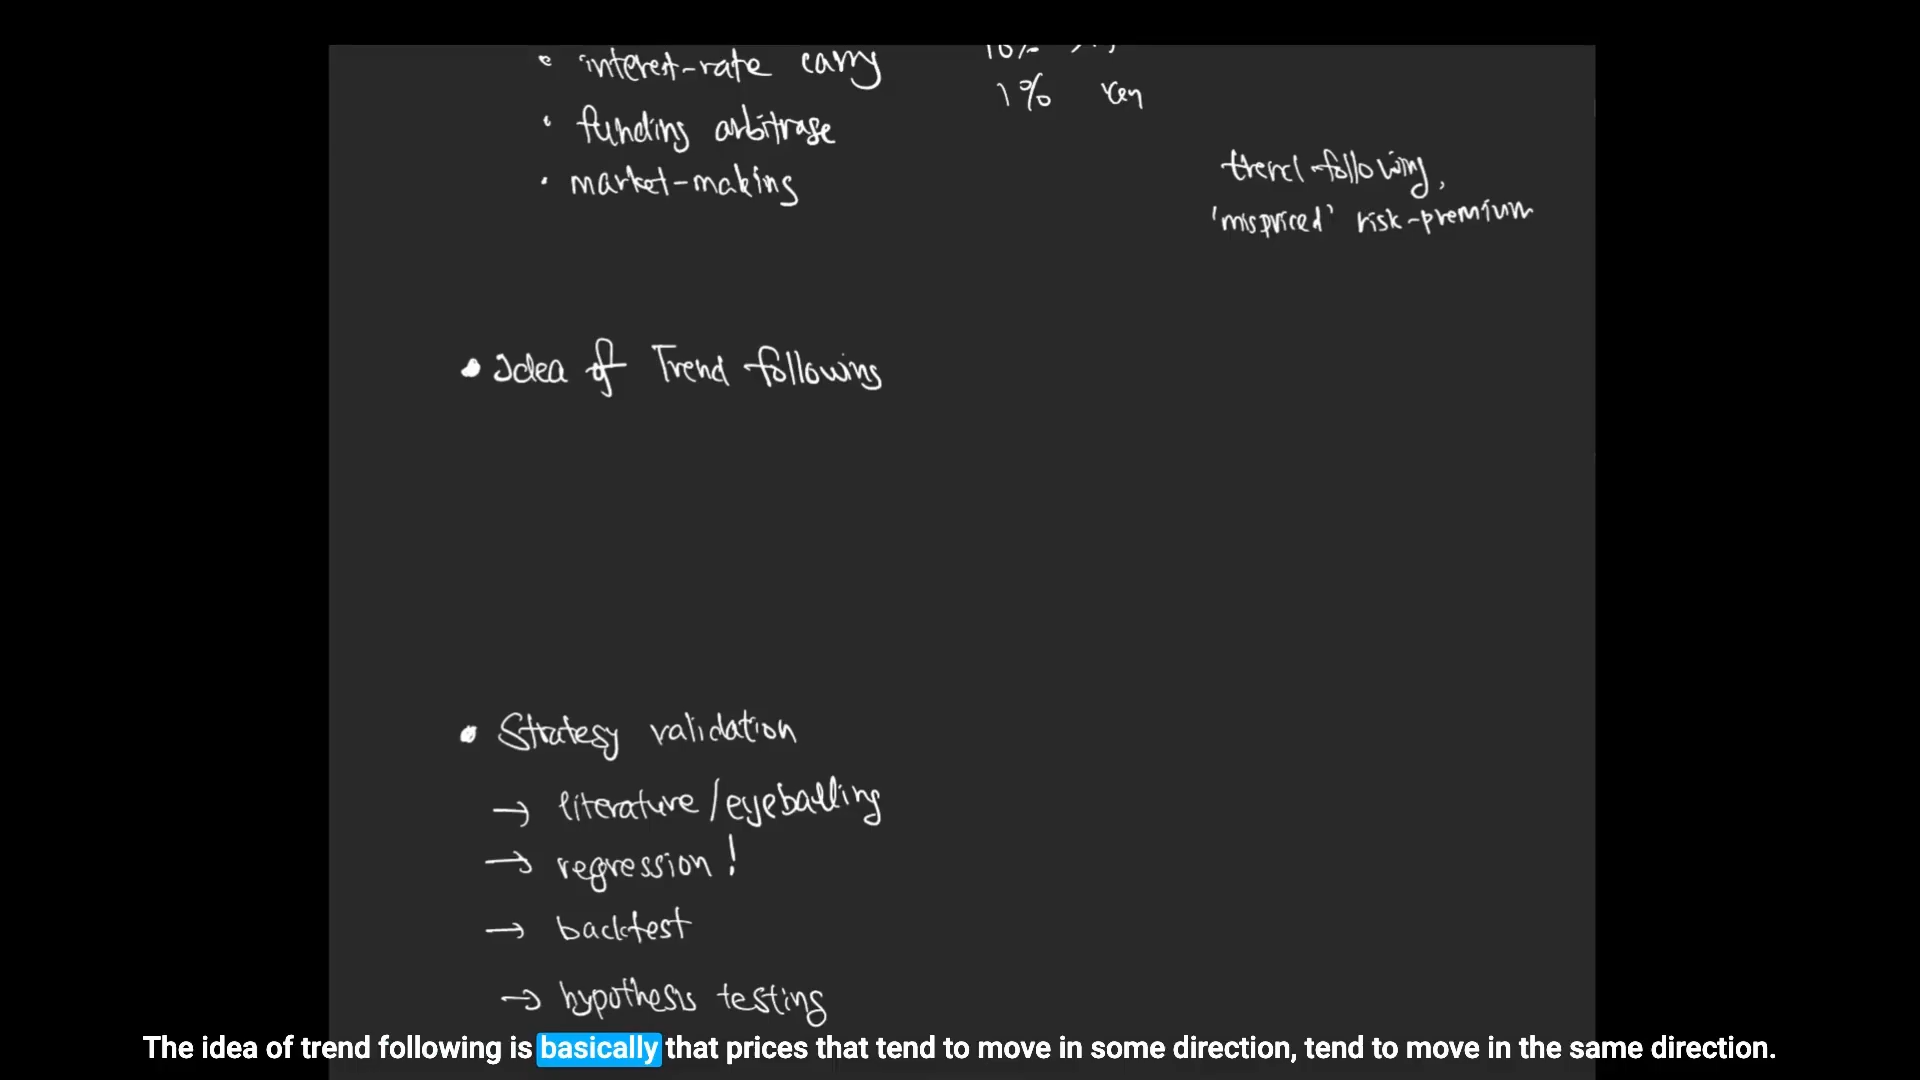 • interest-rate carry
10%
1% Yen
• funding arbitrage
• market-making
trend-following,
'mispriced' risk-premium
• Idea of Trend following
• Strategy validation
→ literature/eyeballing
→ regression!
→ backtest
→ hypothesis testing
The idea of trend following is basically that prices that tend to move in some direction, tend to move in the same direction.